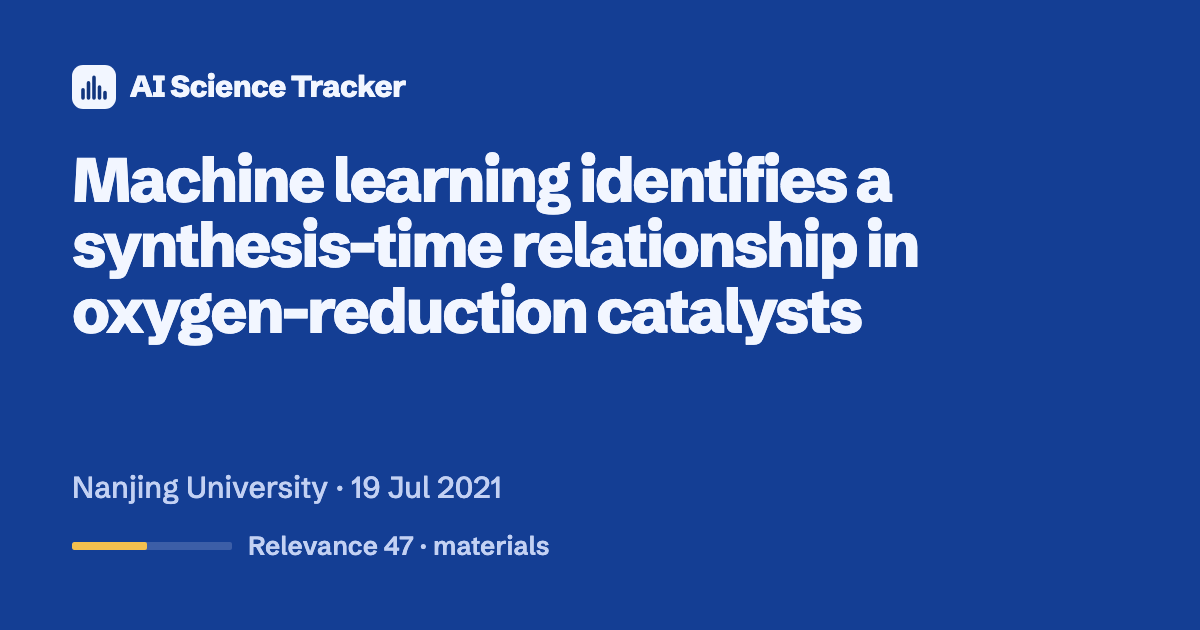 AI Science Tracker
Machine learning identifies a
synthesis-time relationship in
oxygen-reduction catalysts
Nanjing University · 19 Jul 2021
Relevance 47 · materials